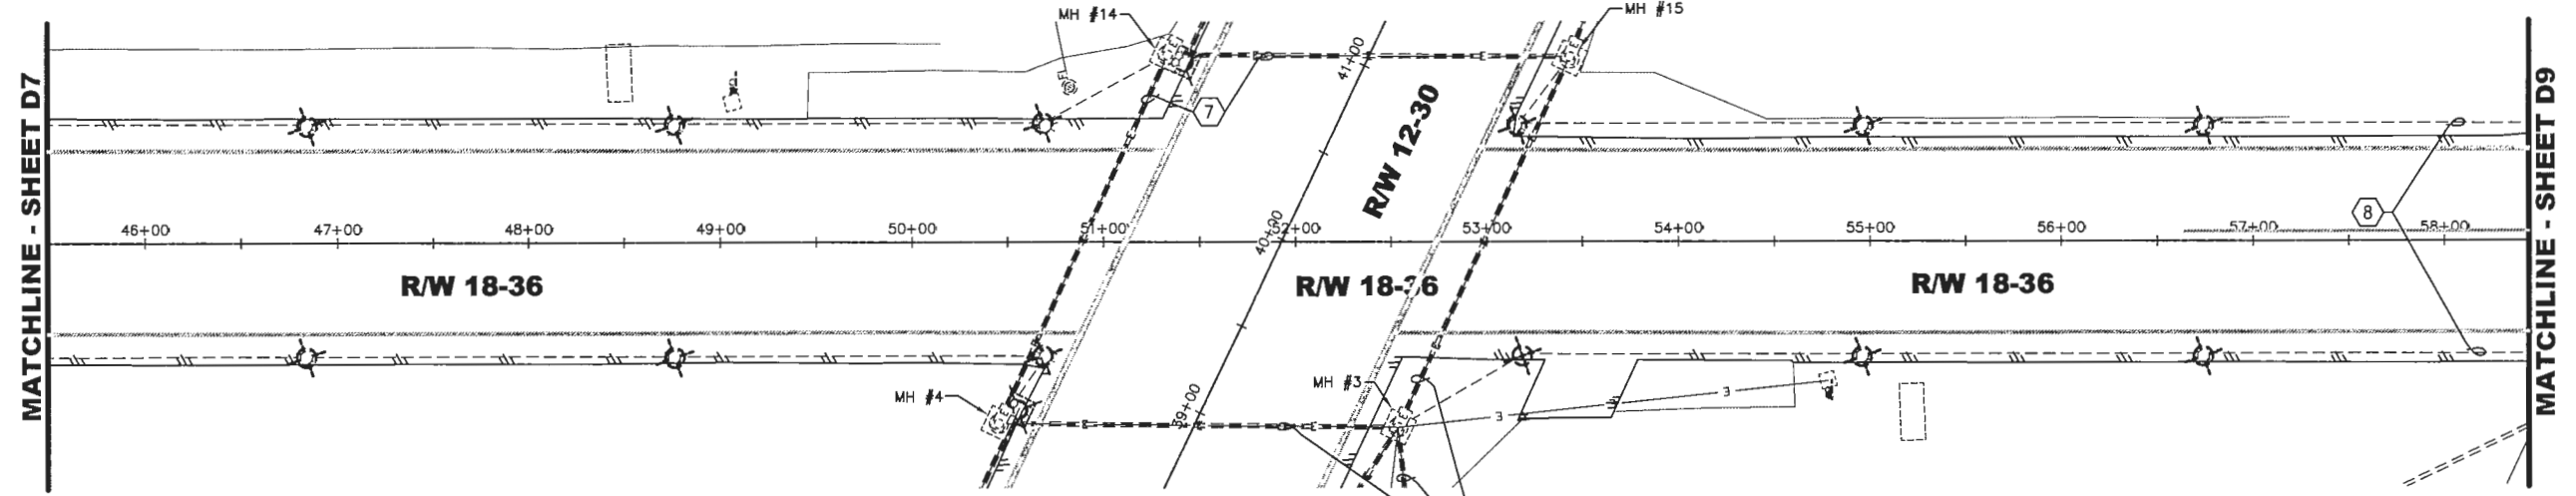 MH #14
MH #15
MATCHLINE - SHEET D7
MATCHLINE - SHEET D9
FL
7
41+00
R/W 12-30
8
46+00 47+00 48+00 49+00 50+00 51+00 52+00 53+00 54+00 55+00 56+00 57+00 58+00
40+00
R/W 18-36 R/W 18-36 R/W 18-36
MH #4
MH #3
39+00
3
3
E
E
E
E
E